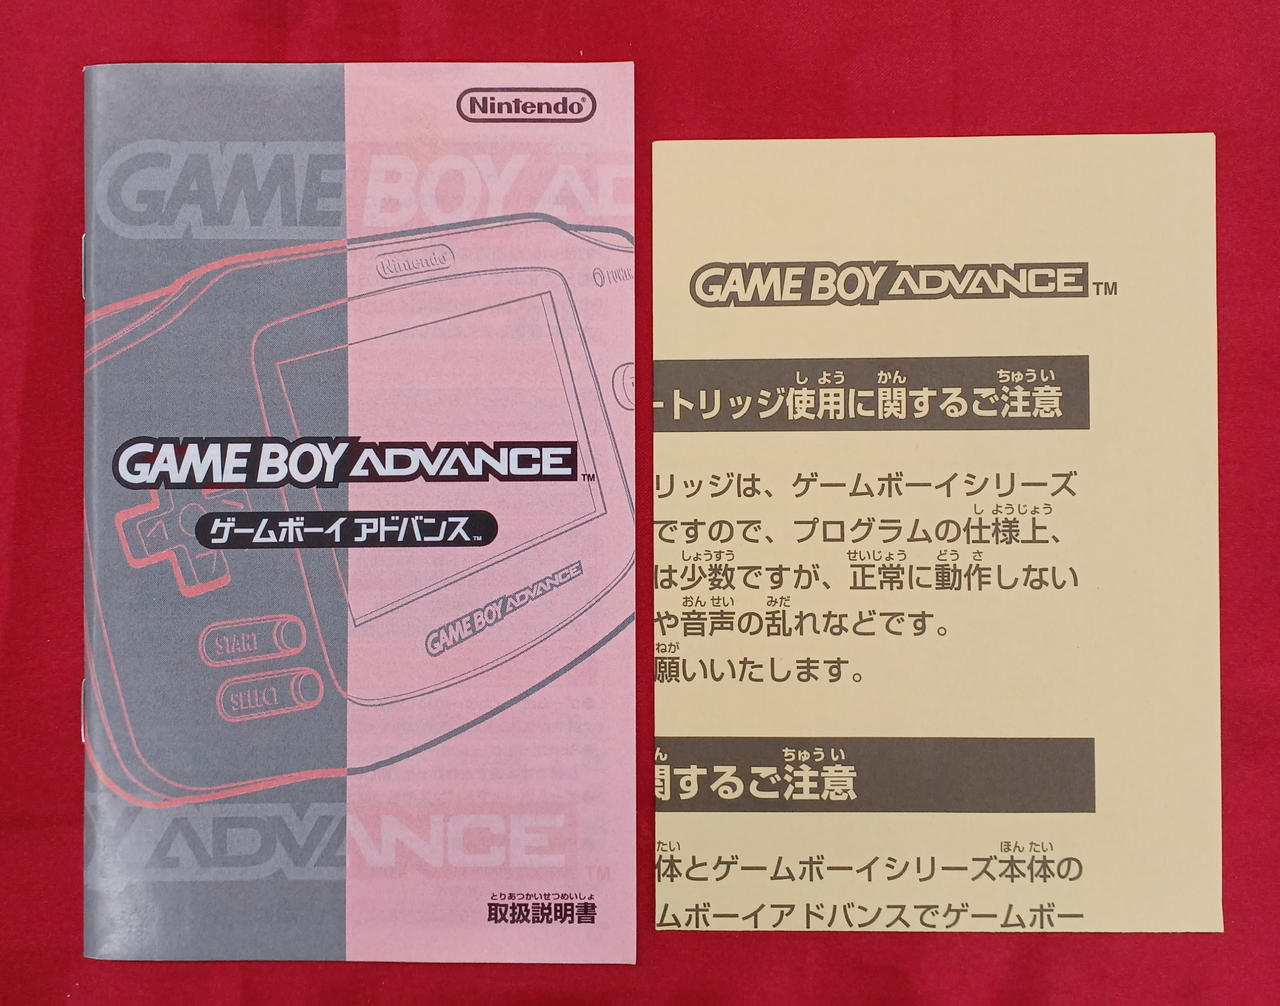 Nintendo®
GAME BOY ADVANCE
Nintendo
POWER
GAME BOY ADVANCE™
ゲームボーイ アドバンス™
GAME BOY ADVANCE
START
SELECT
ADVANCE™
とりあつかいせつめいしょ
取扱説明書
GAME BOY ADVANCE™
しよう かん ちゅうい
ートリッジ使用に関するご注意
リッジは、ゲームボーイシリーズ
しようじょう
ですので、プログラムの仕様上、
しょうすう せいじょう どうさ
は少数ですが、正常に動作しない
おんせい みだ
や音声の乱れなどです。
ねが
願いいたします。
ん ちゅうい
関するご注意
たい ほんたい
体とゲームボーイシリーズ本体の
ムボーイアドバンスでゲームボー